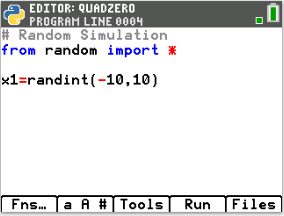 EDITOR: QUADZERO
PROGRAM LINE 0004
# Random Simulation
from random import *
x1=randint(-10,10)
Fns… a A # Tools Run Files